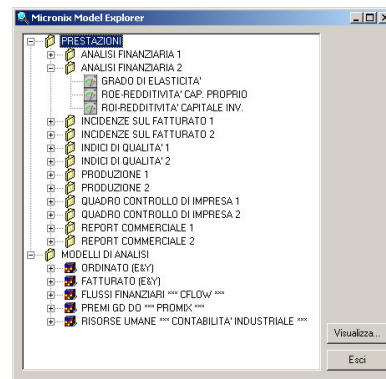 Micronix Model Explorer
PRESTAZIONI
ANALISI FINANZIARIA 1
ANALISI FINANZIARIA 2
GRADO DI ELASTICITA'
ROE-REDDITIVITA' CAP. PROPRIO
ROI-REDDITIVITA' CAPITALE INV.
INCIDENZE SUL FATTURATO 1
INCIDENZE SUL FATTURATO 2
INDICI DI QUALITA' 1
INDICI DI QUALITA' 2
PRODUZIONE 1
PRODUZIONE 2
QUADRO CONTROLLO DI IMPRESA 1
QUADRO CONTROLLO DI IMPRESA 2
REPORT COMMERCIALE 1
REPORT COMMERCIALE 2
MODELLI DI ANALISI
ORDINATO (E&Y)
FATTURATO (E&Y)
FLUSSI FINANZIARI *** CFLOW ***
PREMI GD DO *** PROMIX ***
RISORSE UMANE *** CONTABILITA' INDUSTRIALE ***
Visualizza...
Esci